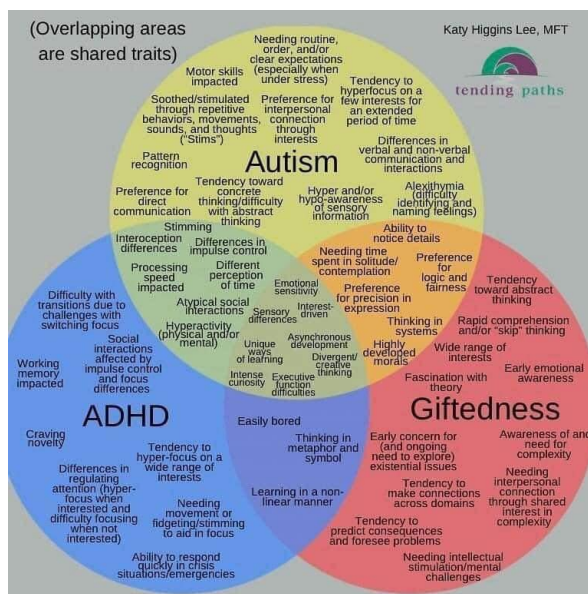 (Overlapping areas
are shared traits)
Katy Higgins Lee, MFT
tending paths
Needing routine,
order, and/or
clear expectations
(especially when
under stress)
Motor skills
impacted
Tendency to
hyperfocus on a
few interests for
an extended
period of time
Soothed/stimulated
through repetitive
behaviors, movements,
sounds, and thoughts
("Stims")
Preference for
interpersonal
connection
through
interests
Differences in
verbal and non-verbal
communication and
interactions
Pattern
recognition
Autism
Preference for
direct
communication
Tendency toward
concrete
thinking/difficulty
with abstract
thinking
Hyper and/or
hypo-awareness
of sensory
information
Alexithymia
(difficulty
identifying and
naming feelings)
Stimming
Interoception
differences
Differences in
impulse control
Processing
speed
impacted
Different
perception
of time
Atypical social
interactions
Hyperactivity
(physical and/or
mental)
Ability to
notice details
Needing time
spent in solitude/
contemplation
Preference
for
logic and
fairness
Preference
for precision in
expression
Thinking in
systems
Highly
developed
morals
Emotional
sensitivity
Sensory
differences
Interest-
driven
Unique
ways
of learning
Asynchronous
development
Divergent/
creative
thinking
Intense
curiosity
Executive
function
difficulties
Difficulty with
transitions due to
challenges with
switching focus
Social
interactions
affected by
impulse control
and focus
differences
Working
memory
impacted
ADHD
Craving
novelty
Tendency to
hyper-focus on a
wide range of
interests
Differences in
regulating
attention (hyper-
focus when
interested and
difficulty focusing
when not
interested)
Needing
movement or
fidgeting/stimming
to aid in focus
Ability to respond
quickly in crisis
situations/emergencies
Easily bored
Thinking in
metaphor and
symbol
Learning in a non-
linear manner
Tendency
toward abstract
thinking
Rapid comprehension
and/or "skip" thinking
Wide range of
interests
Early emotional
awareness
Fascination with
theory
Giftedness
Early concern for
(and ongoing
need to explore)
existential issues
Awareness of and
need for
complexity
Tendency to
make connections
across domains
Needing
interpersonal
connection
through shared
interest in
complexity
Tendency to
predict consequences
and foresee problems
Needing intellectual
stimulation/mental
challenges